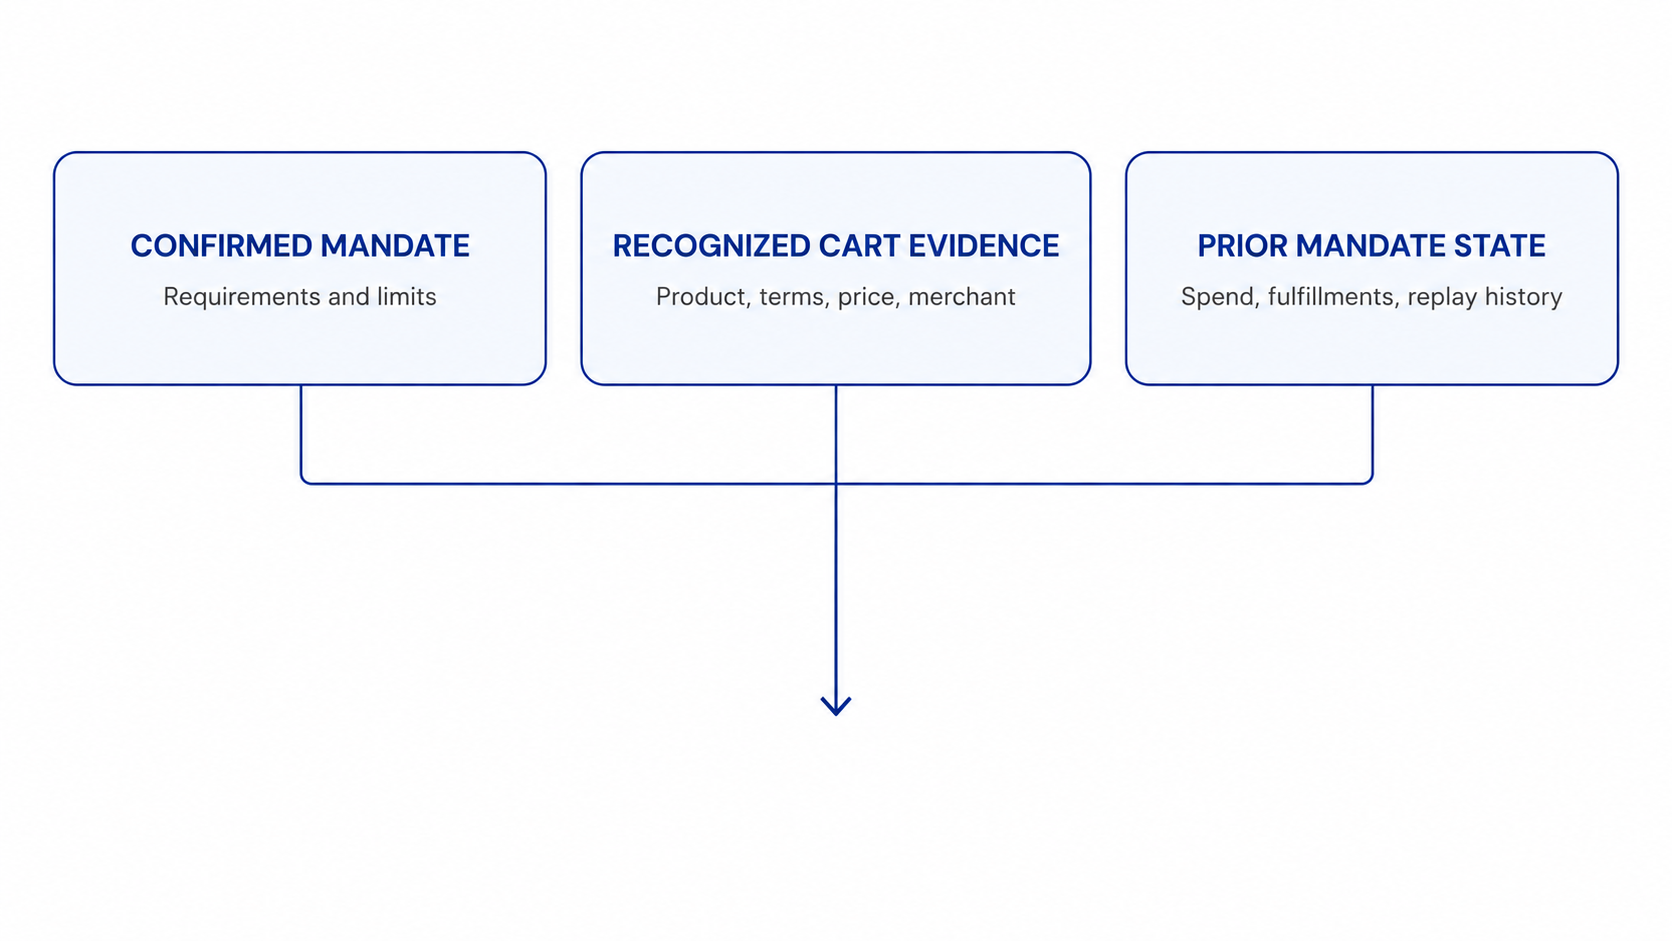 CONFIRMED MANDATE
Requirements and limits
RECOGNIZED CART EVIDENCE
Product, terms, price, merchant
PRIOR MANDATE STATE
Spend, fulfillments, replay history